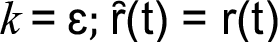 k = ε; r̂(t) = r(t)